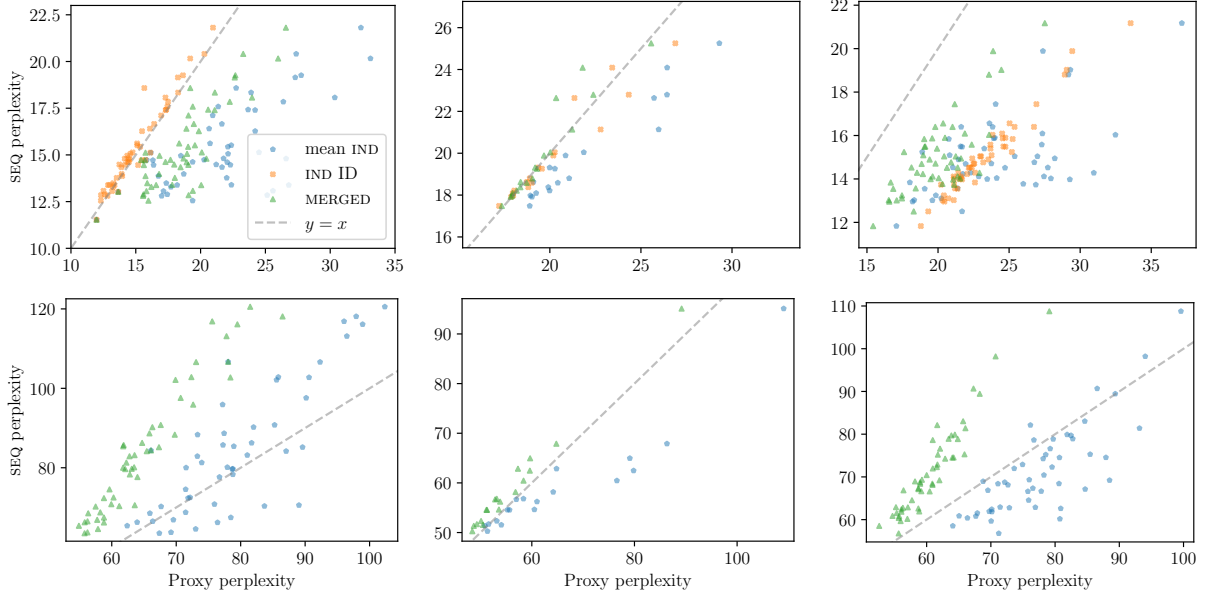 22.5
20.0
17.5
15.0
12.5
10.0
SEQ perplexity
10 15 20 25 30 35
mean IND
IND ID
MERGED
y = x
26
24
22
20
18
16
20 25 30
22
20
18
16
14
12
15 20 25 30 35
120
100
80
SEQ perplexity
60 70 80 90 100
Proxy perplexity
90
80
70
60
50
60 80 100
Proxy perplexity
110
100
90
80
70
60
60 70 80 90 100
Proxy perplexity